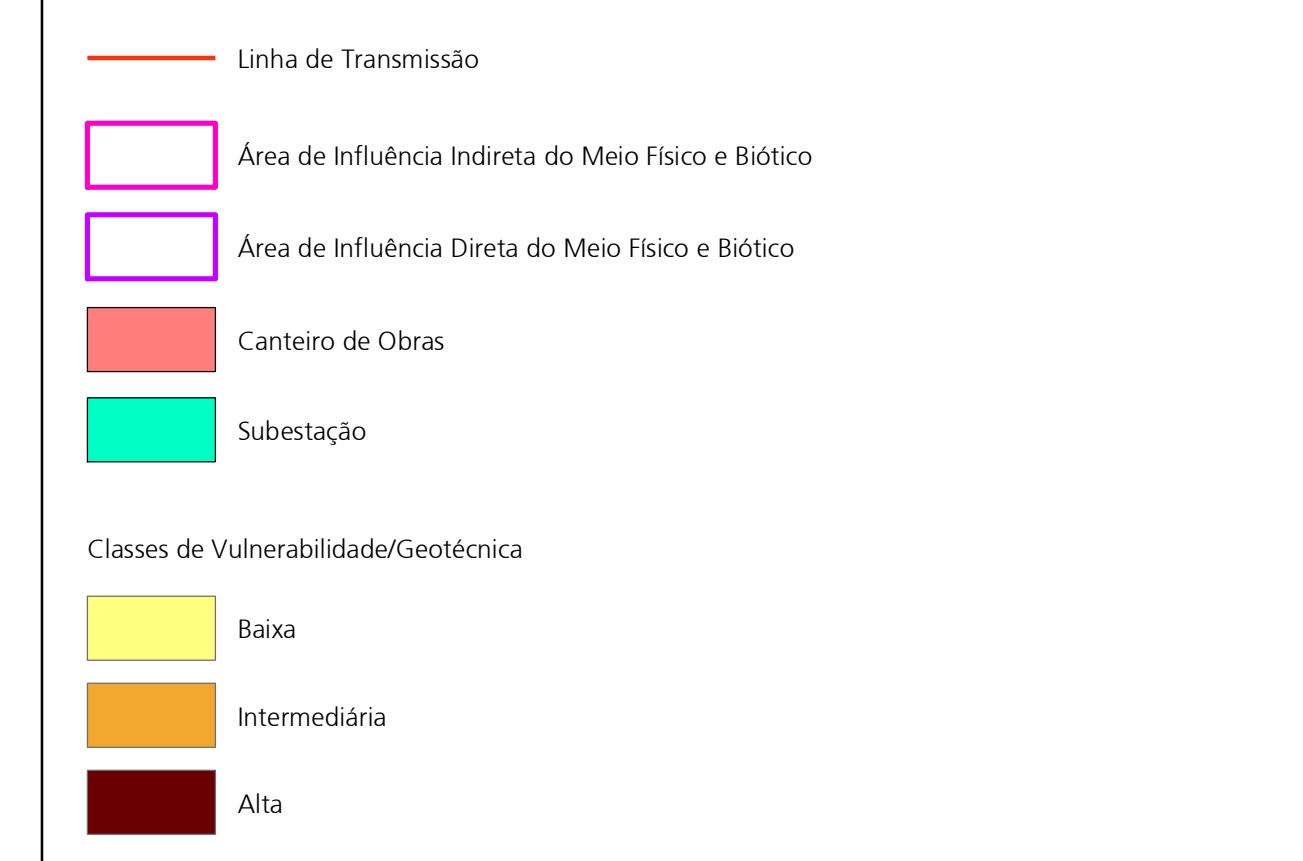 Linha de Transmissão
Área de Influência Indireta do Meio Físico e Biótico
Área de Influência Direta do Meio Físico e Biótico
Canteiro de Obras
Subestação
Classes de Vulnerabilidade/Geotécnica
Baixa
Intermediária
Alta